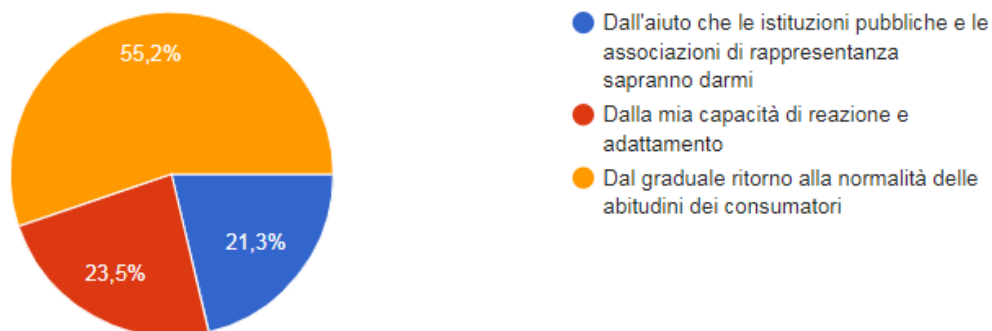 55,2%
23,5%
21,3%
Dall'aiuto che le istituzioni pubbliche e le
associazioni di rappresentanza
sapranno darmi
Dalla mia capacità di reazione e
adattamento
Dal graduale ritorno alla normalità delle
abitudini dei consumatori